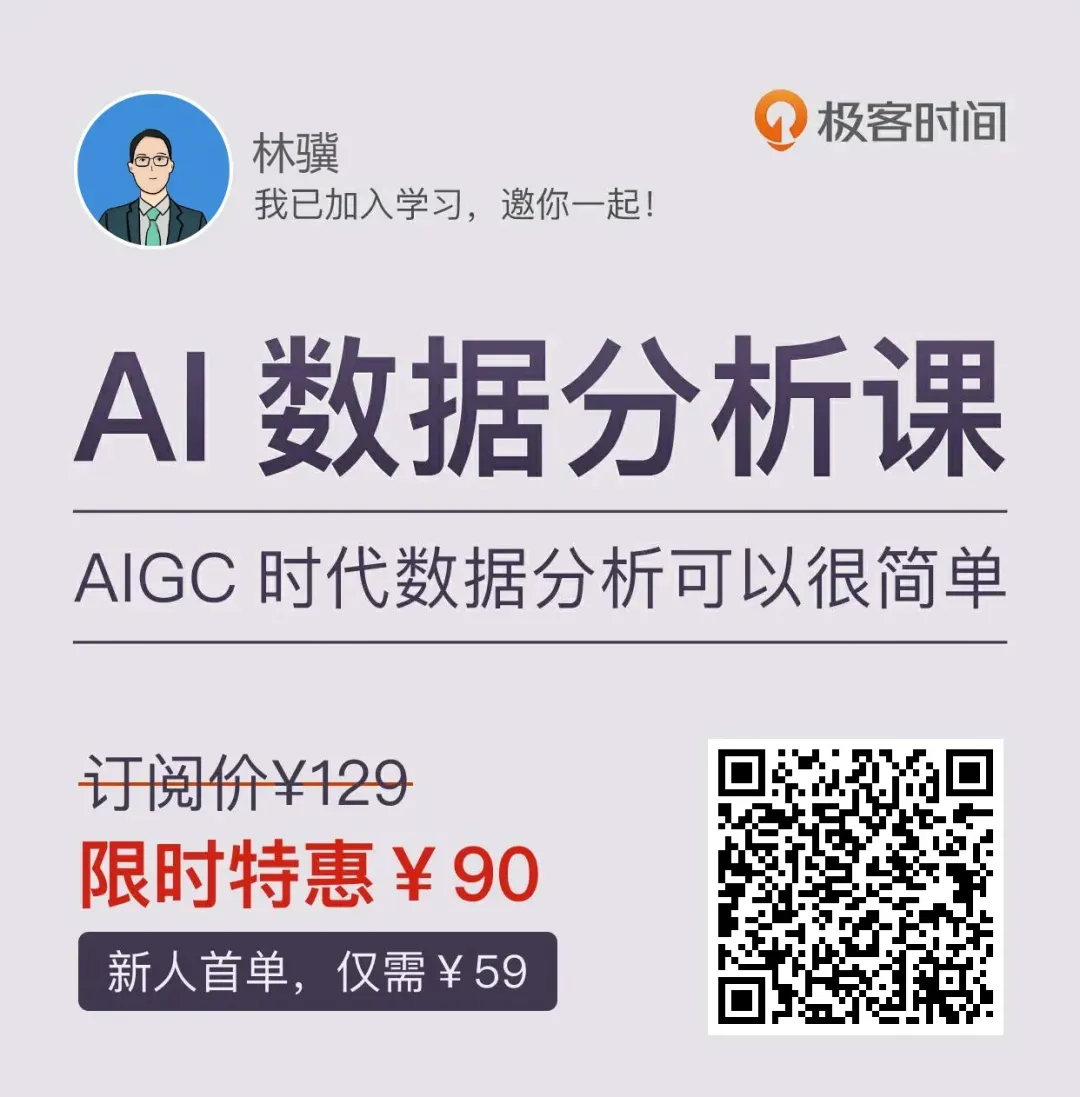 林骥
我已加入学习，邀你一起！
极客时间
AI 数据分析课
AIGC 时代数据分析可以很简单
订阅价¥129
限时特惠 ¥ 90
新人首单，仅需 ¥ 59